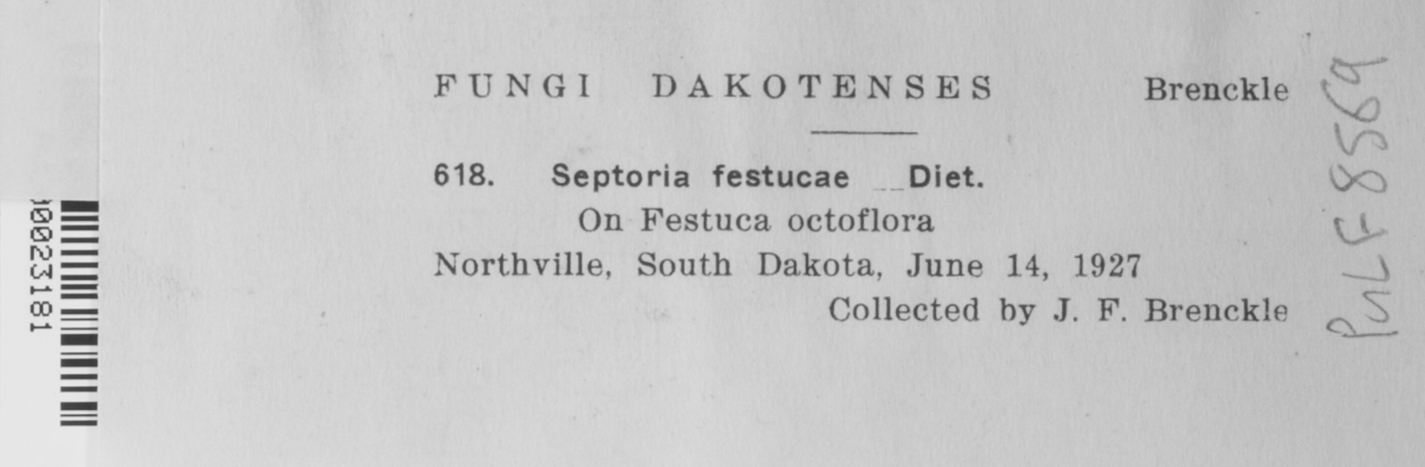 FUNGI DAKOTENSES Brenckle
618. Septoria festucae Diet.
On Festuca octoflora
Northville, South Dakota, June 14, 1927
Collected by J. F. Brenckle
PUL F 8569
00023181